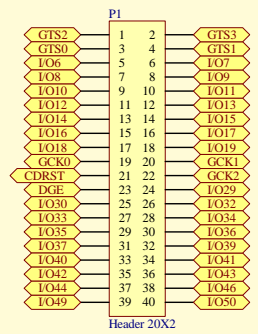 P1
GTS2 1 2 GTS3
GTS0 3 4 GTS1
I/O6 5 6 I/O7
I/O8 7 8 I/O9
I/O10 9 10 I/O11
I/O12 11 12 I/O13
I/O14 13 14 I/O15
I/O16 15 16 I/O17
I/O18 17 18 I/O19
GCK0 19 20 GCK1
CDRST 21 22 GCK2
DGE 23 24 I/O29
I/O30 25 26 I/O32
I/O33 27 28 I/O34
I/O35 29 30 I/O36
I/O37 31 32 I/O39
I/O40 33 34 I/O41
I/O42 35 36 I/O43
I/O44 37 38 I/O46
I/O49 39 40 I/O50
Header 20X2